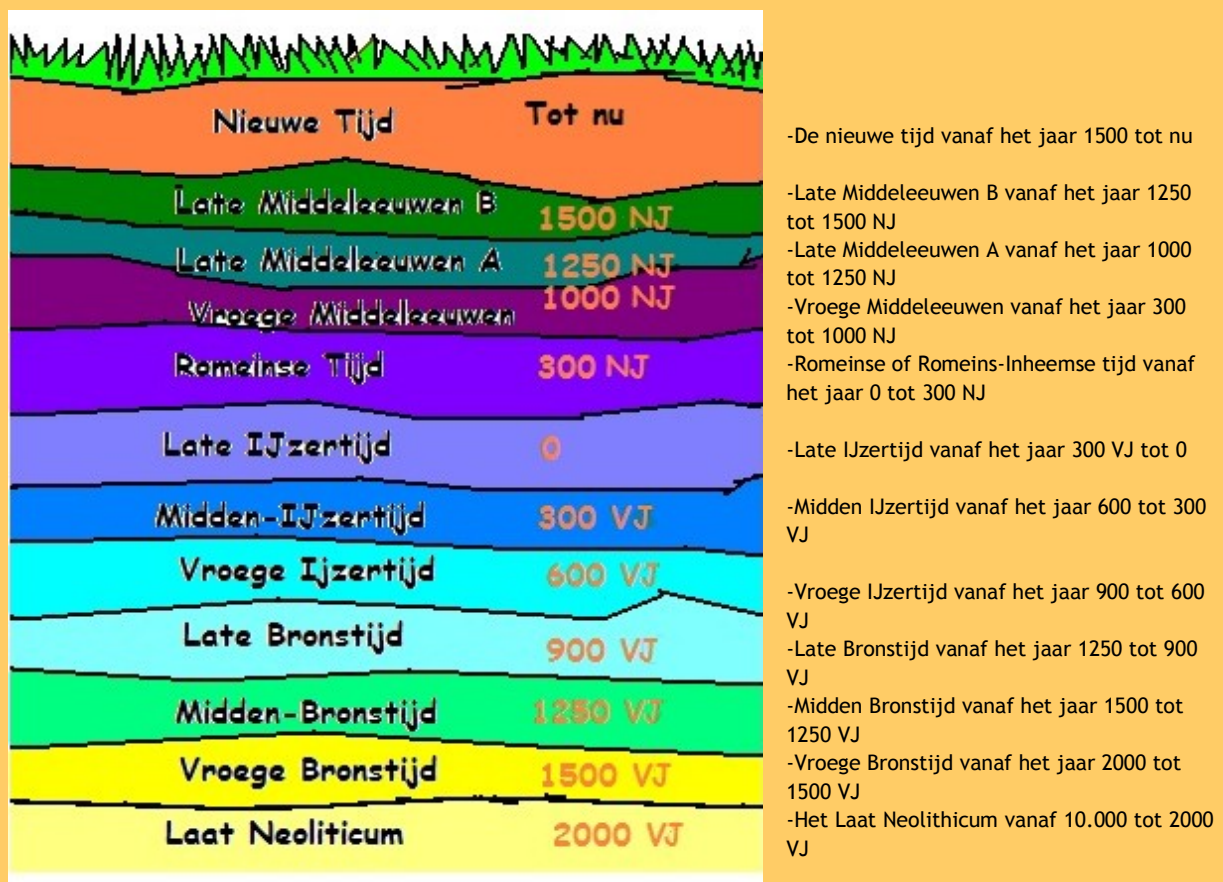 Nieuwe Tijd Tot nu
Late Middeleeuwen B 1500 NJ
Late Middeleeuwen A 1250 NJ
Vroege Middeleeuwen 1000 NJ
Romeinse Tijd 300 NJ
Late IJzertijd 0
Midden-IJzertijd 300 VJ
Vroege Ijzertijd 600 VJ
Late Bronstijd 900 VJ
Midden-Bronstijd 1250 VJ
Vroege Bronstijd 1500 VJ
Laat Neoliticum 2000 VJ
-De nieuwe tijd vanaf het jaar 1500 tot nu
-Late Middeleeuwen B vanaf het jaar 1250
tot 1500 NJ
-Late Middeleeuwen A vanaf het jaar 1000
tot 1250 NJ
-Vroege Middeleeuwen vanaf het jaar 300
tot 1000 NJ
-Romeinse of Romeins-Inheemse tijd vanaf
het jaar 0 tot 300 NJ
-Late IJzertijd vanaf het jaar 300 VJ tot 0
-Midden IJzertijd vanaf het jaar 600 tot 300
VJ
-Vroege IJzertijd vanaf het jaar 900 tot 600
VJ
-Late Bronstijd vanaf het jaar 1250 tot 900
VJ
-Midden Bronstijd vanaf het jaar 1500 tot
1250 VJ
-Vroege Bronstijd vanaf het jaar 2000 tot
1500 VJ
-Het Laat Neolithicum vanaf 10.000 tot 2000
VJ